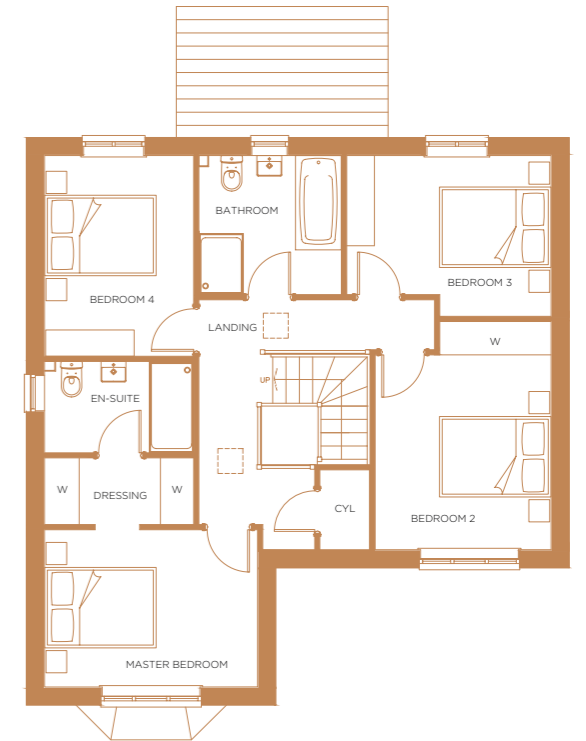 BATHROOM
BEDROOM 3
BEDROOM 4
LANDING
W
UP
EN-SUITE
W
DRESSING
W
CYL
BEDROOM 2
MASTER BEDROOM